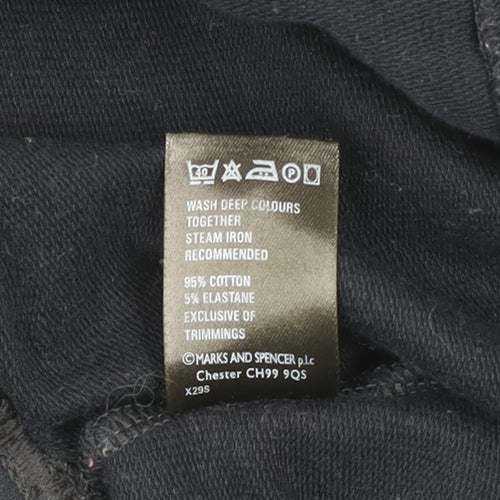 40 P
WASH DEEP COLOURS
TOGETHER
STEAM IRON
RECOMMENDED
95% COTTON
5% ELASTANE
EXCLUSIVE OF
TRIMMINGS
©MARKS AND SPENCER p.l.c
Chester CH99 9QS
X29S